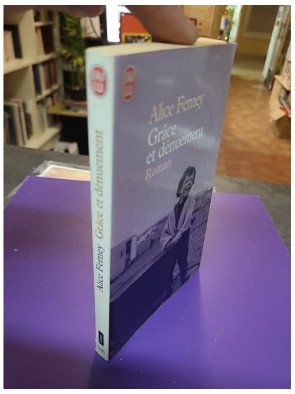 Alice Ferney
Grâce
et dénuement
Roman
Alice Ferney Grâce et dénuement